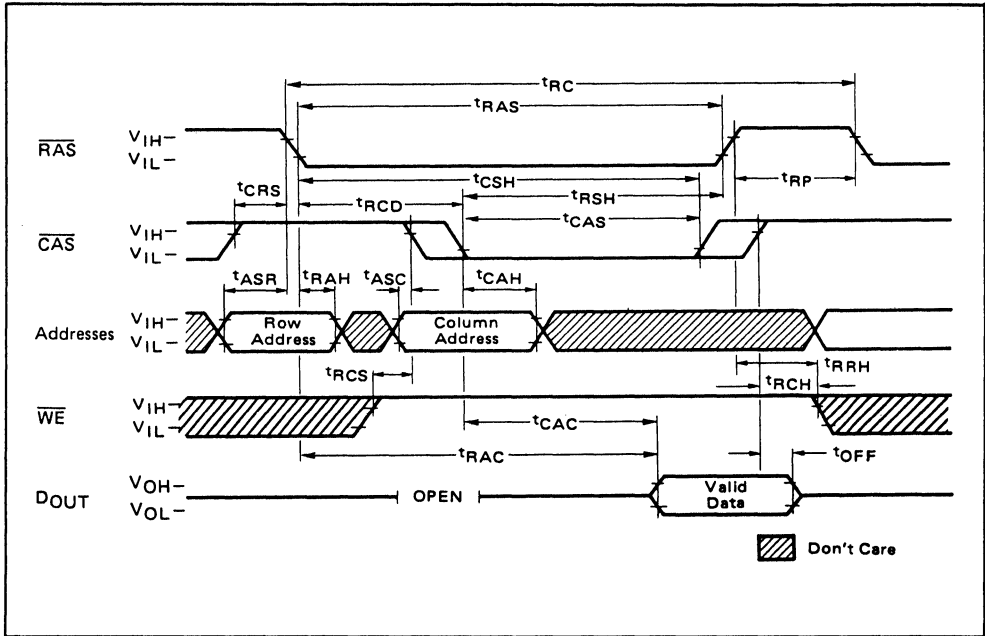 tRC
tRAS
RAS
VIH
VIL
tCSH
tRP
tCRS
tRSH
tRCD
tCAS
CAS
VIH
VIL
tASR
tRAH
tASC
tCAH
Addresses
VIH
VIL
Row
Address
Column
Address
tRRH
tRCS
tRCH
WE
VIH
VIL
tCAC
tRAC
tOFF
DOUT
VOH
VOL
OPEN
Valid
Data
Don't Care